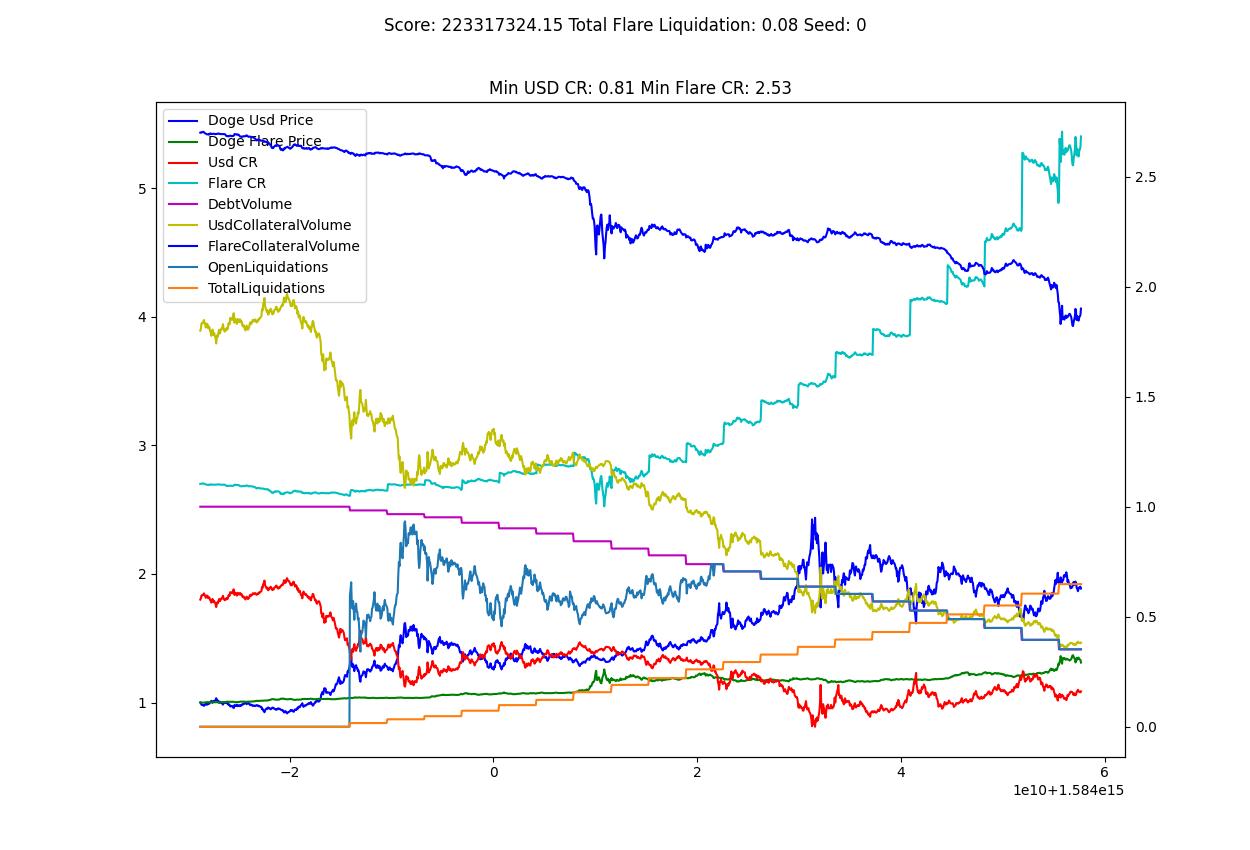 Score: 223317324.15 Total Flare Liquidation: 0.08 Seed: 0
Min USD CR: 0.81 Min Flare CR: 2.53
Doge Usd Price
Doge Flare Price
Usd CR
Flare CR
DebtVolume
UsdCollateralVolume
FlareCollateralVolume
OpenLiquidations
TotalLiquidations
5
4
3
2
1
2.5
2.0
1.5
1.0
0.5
0.0
−2 0 2 4 6
1e10+1.584e15